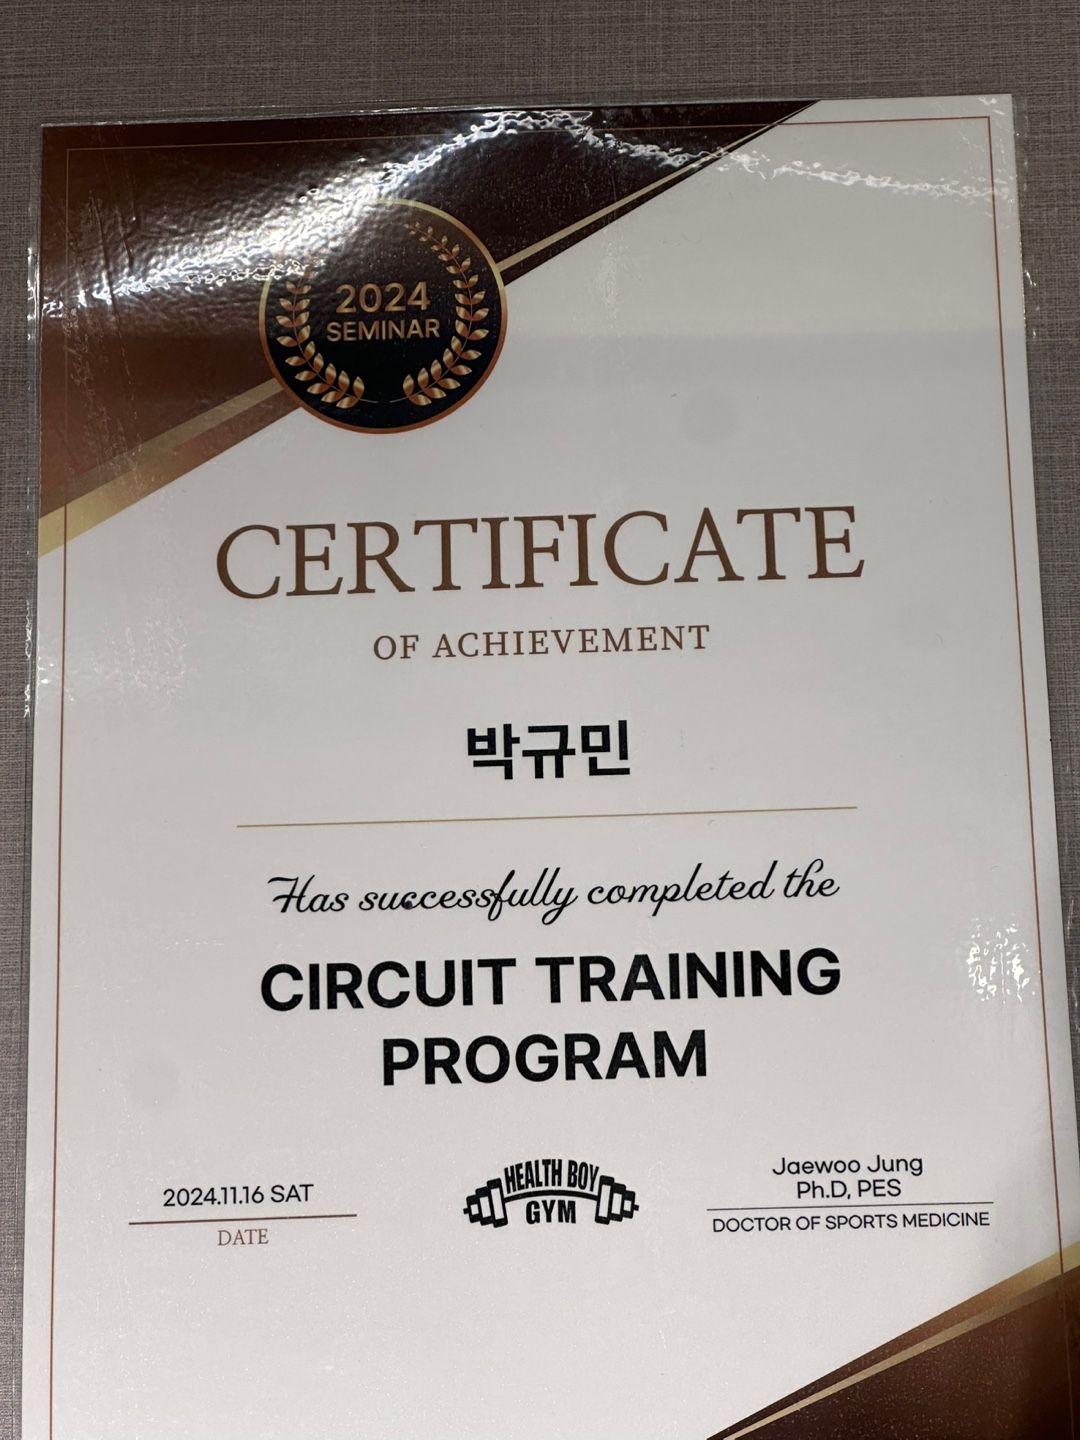 2024
SEMINAR
CERTIFICATE
OF ACHIEVEMENT
박규민
Has successfully completed the
CIRCUIT TRAINING
PROGRAM
2024.11.16 SAT
DATE
HEALTH BOY
GYM
Jaewoo Jung
Ph.D, PES
DOCTOR OF SPORTS MEDICINE